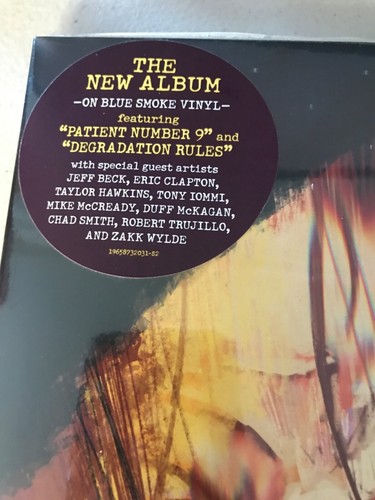 THE
NEW ALBUM
—ON BLUE SMOKE VINYL—
featuring
“PATIENT NUMBER 9” and
“DEGRADATION RULES”
with special guest artists
JEFF BECK, ERIC CLAPTON,
TAYLOR HAWKINS, TONY IOMMI,
MIKE McCREADY, DUFF McKAGAN,
CHAD SMITH, ROBERT TRUJILLO,
AND ZAKK WYLDE
19658732031-S2